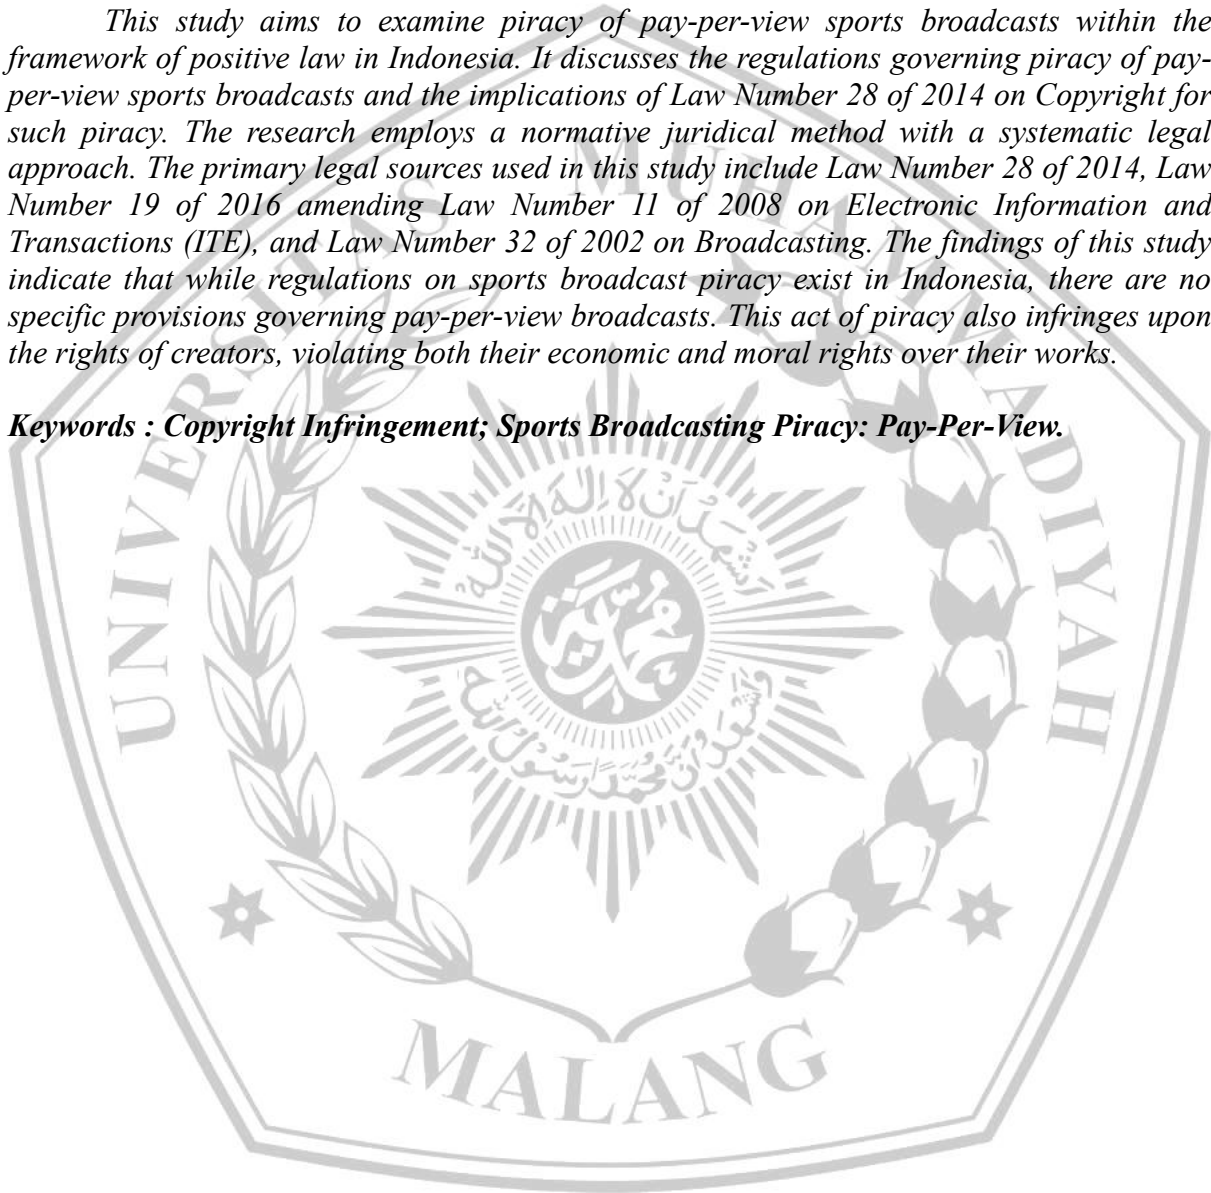 This study aims to examine piracy of pay-per-view sports broadcasts within the
framework of positive law in Indonesia. It discusses the regulations governing piracy of pay-
per-view sports broadcasts and the implications of Law Number 28 of 2014 on Copyright for
such piracy. The research employs a normative juridical method with a systematic legal
approach. The primary legal sources used in this study include Law Number 28 of 2014, Law
Number 19 of 2016 amending Law Number 11 of 2008 on Electronic Information and
Transactions (ITE), and Law Number 32 of 2002 on Broadcasting. The findings of this study
indicate that while regulations on sports broadcast piracy exist in Indonesia, there are no
specific provisions governing pay-per-view broadcasts. This act of piracy also infringes upon
the rights of creators, violating both their economic and moral rights over their works.
Keywords : Copyright Infringement; Sports Broadcasting Piracy: Pay-Per-View.
UNIVERSITAS MUHAMMADIYAH
MALANG